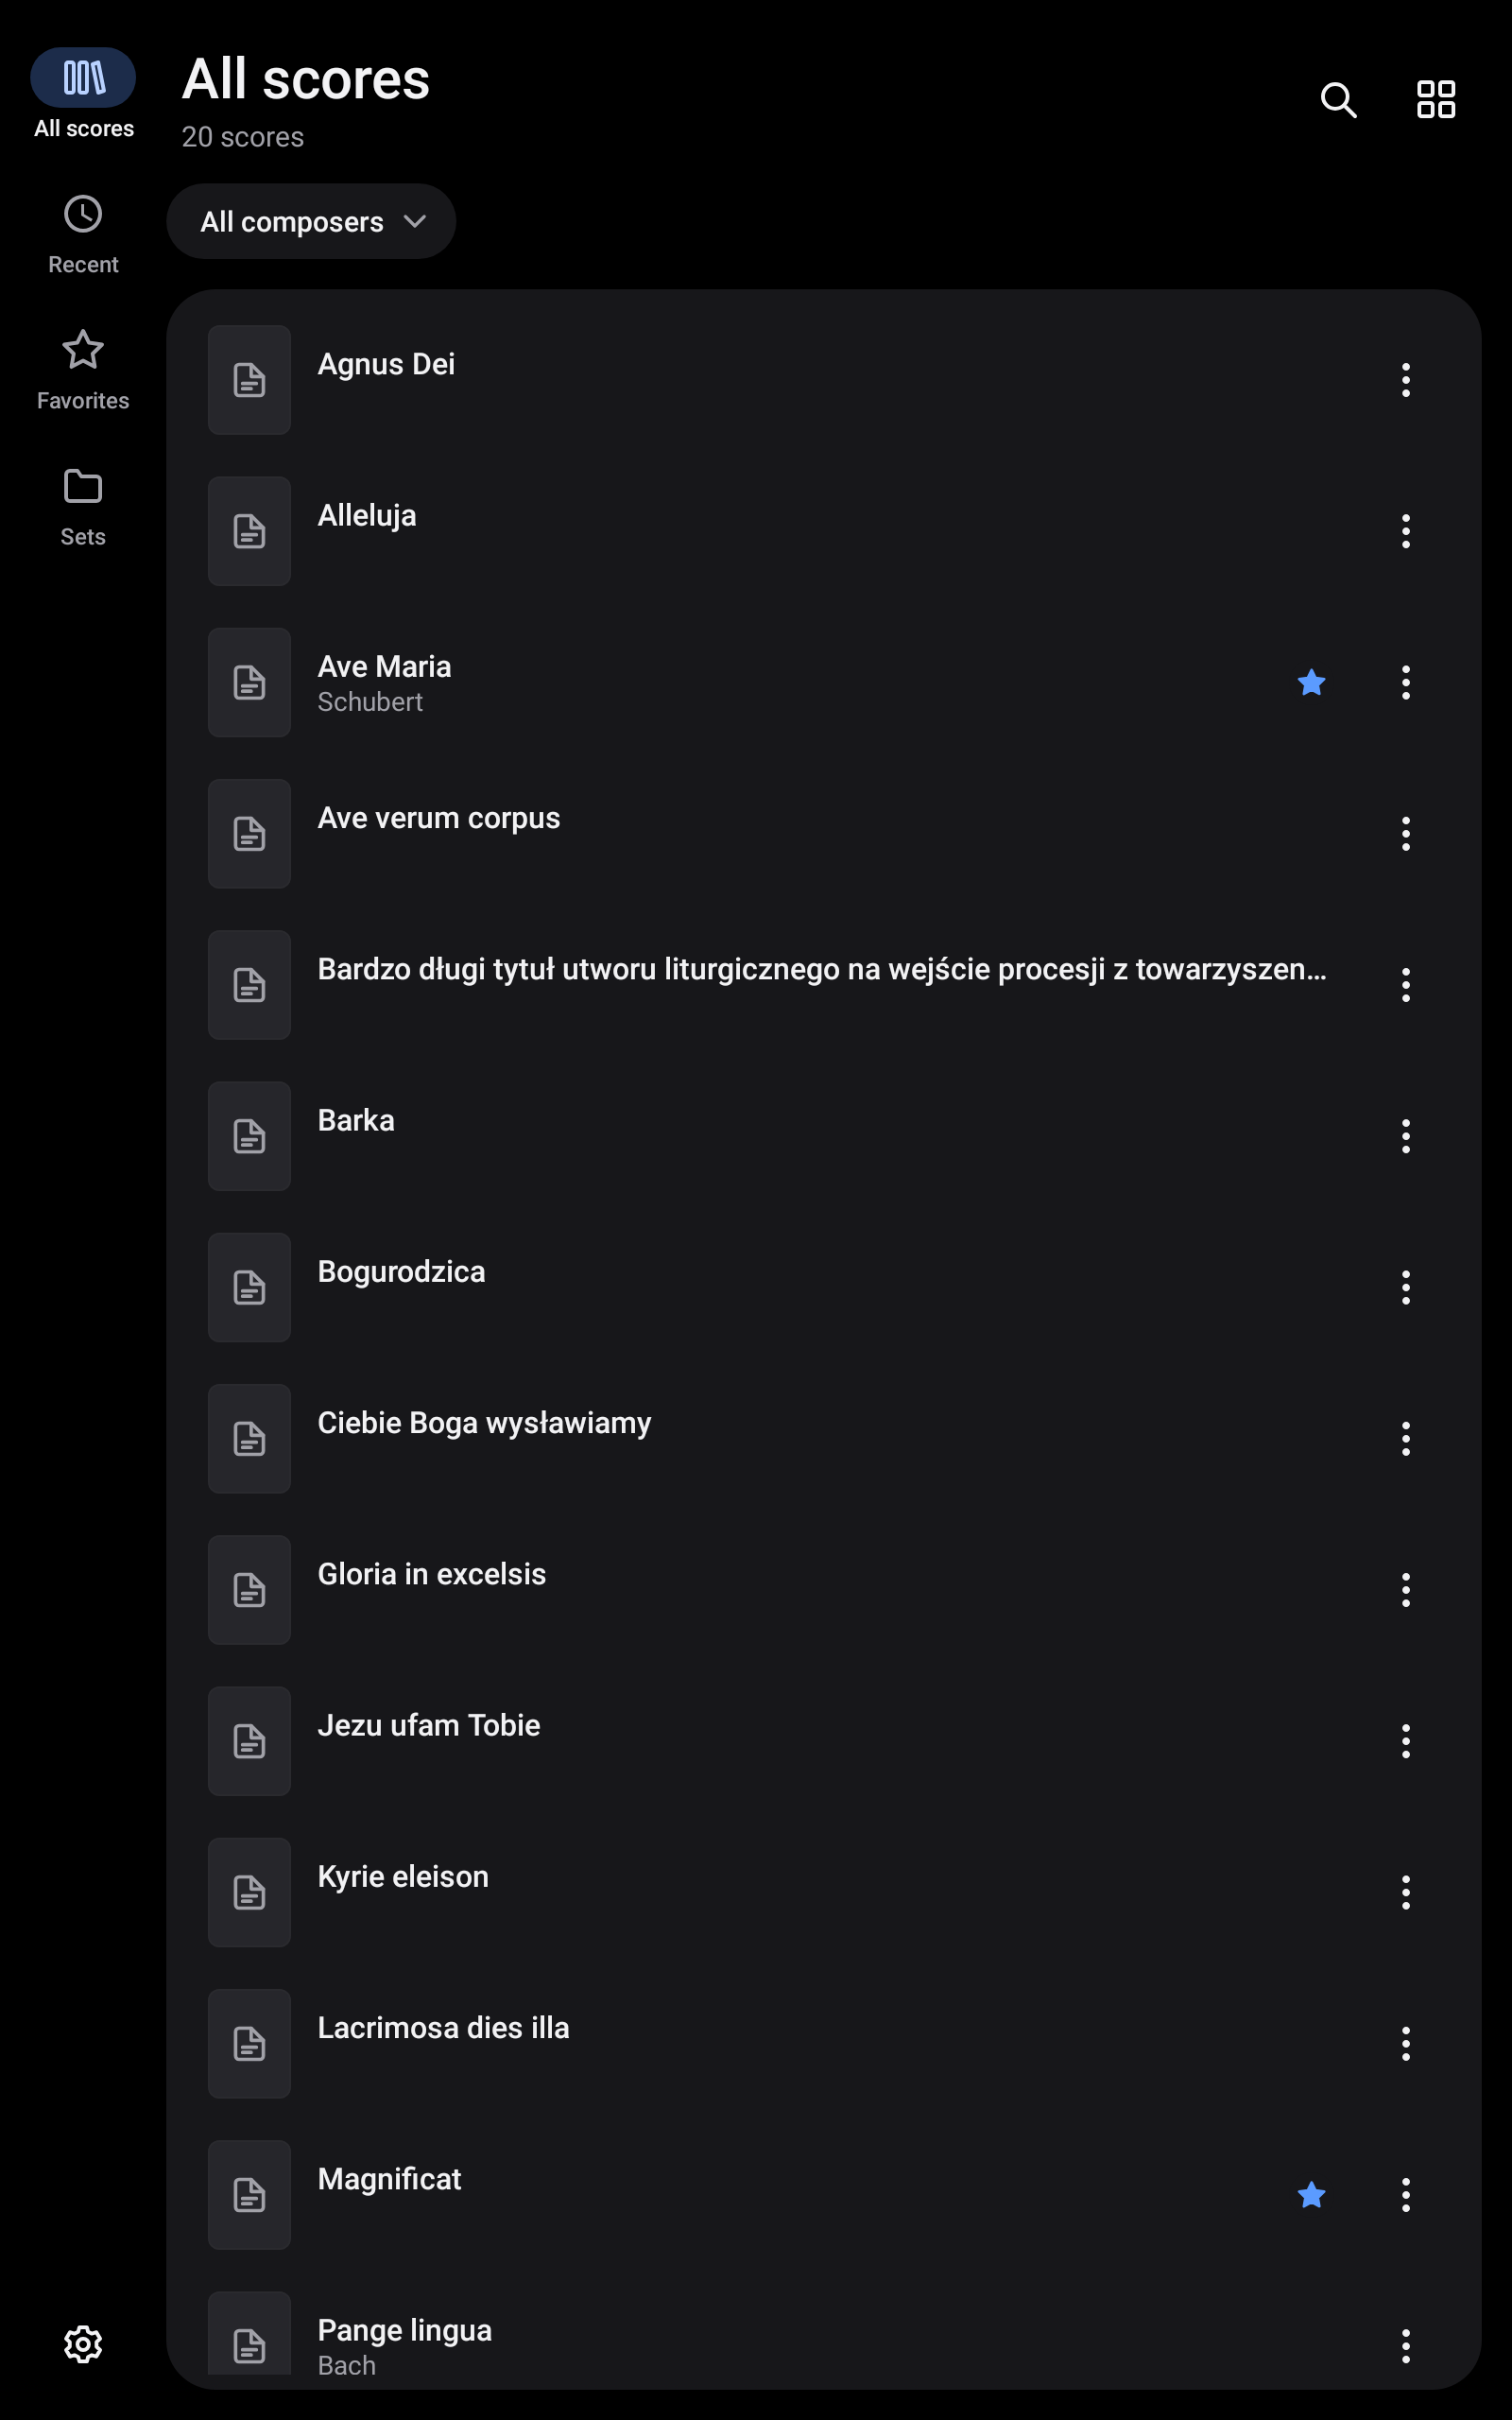 All scores
20 scores
All scores
Recent
Favorites
Sets
All composers
Agnus Dei
Alleluja
Ave Maria
Schubert
Ave verum corpus
Bardzo długi tytuł utworu liturgicznego na wejście procesji z towarzyszen...
Barka
Bogurodzica
Ciebie Boga wysławiamy
Gloria in excelsis
Jezu ufam Tobie
Kyrie eleison
Lacrimosa dies illa
Magnificat
Pange lingua
Bach